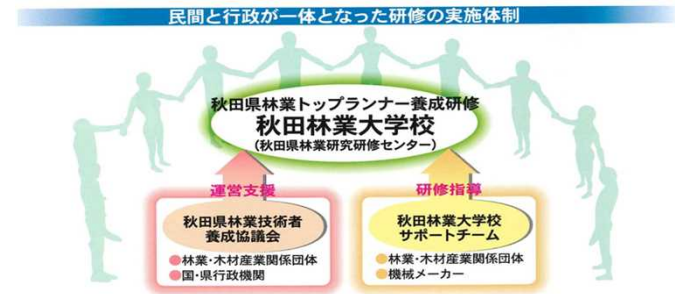 民間と行政が一体となった研修の実施体制
秋田県林業トップランナー養成研修
秋田林業大学校
(秋田県林業研究研修センター)
運営支援
秋田県林業技術者
養成協議会
●林業・木材産業関係団体
●国・県行政機関
研修指導
秋田林業大学校
サポートチーム
●林業・木材産業関係団体
●機械メーカー